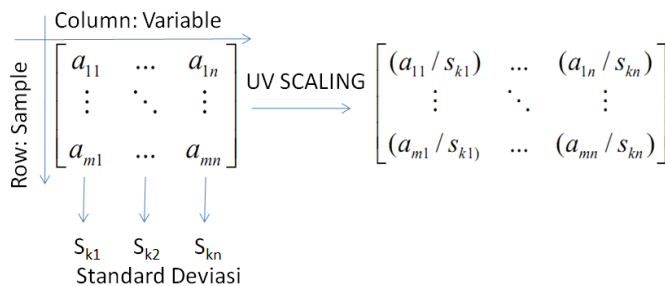 Column: Variable
Row: Sample
a11 ... a1n
⋮ ⋱ ⋮
am1 ... amn
UV SCALING
(a11 / sk1) ... (a1n / skn)
⋮ ⋱ ⋮
(am1 / sk1) ... (amn / skn)
Sk1 Sk2 Skn
Standard Deviasi